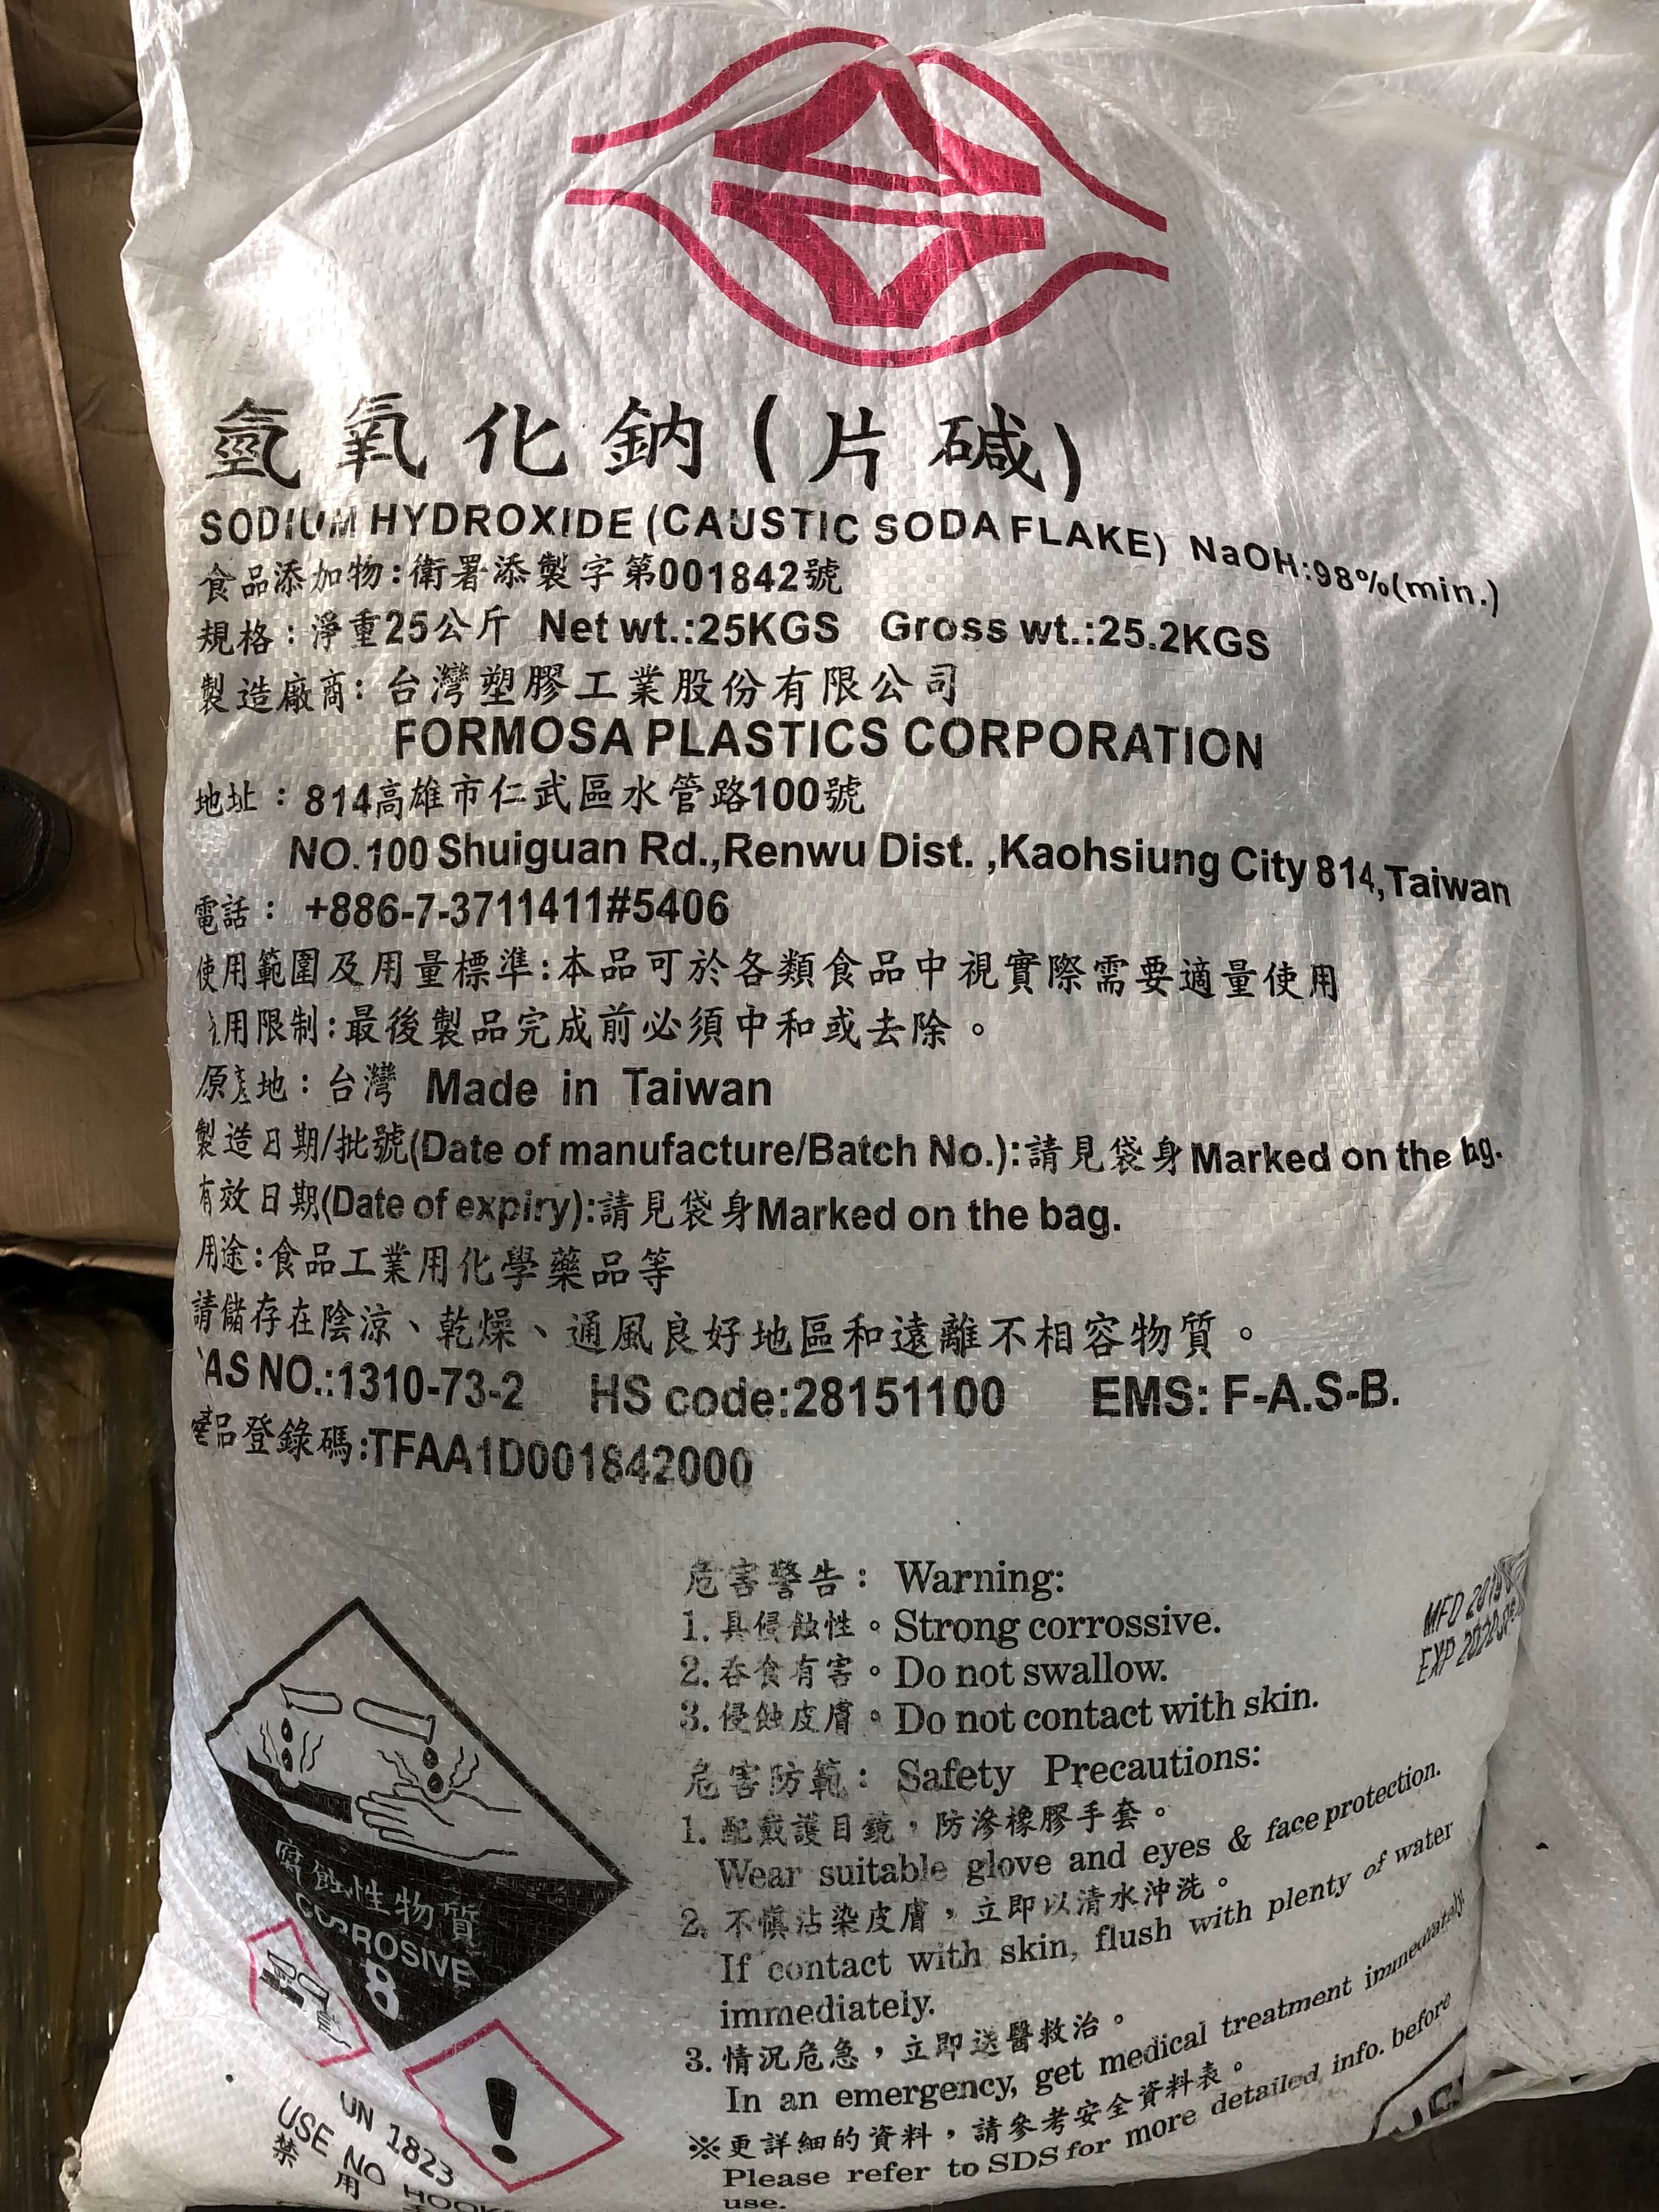 氫氧化鈉(片碱)
SODIUM HYDROXIDE (CAUSTIC SODA FLAKE) NaOH:98%(min.)
食品添加物:衛署添製字第001842號
規格:淨重25公斤 Net wt.:25KGS Gross wt.:25.2KGS
製造廠商:台灣塑膠工業股份有限公司
FORMOSA PLASTICS CORPORATION
地址:814高雄市仁武區水管路100號
NO.100 Shuiguan Rd.,Renwu Dist. ,Kaohsiung City 814,Taiwan
電話: +886-7-3711411#5406
使用範圍及用量標準:本品可於各類食品中視實際需要適量使用
用限制:最後製品完成前必須中和或去除。
原產地:台灣 Made in Taiwan
製造日期/批號(Date of manufacture/Batch No.):請見袋身Marked on the bag.
有效日期(Date of expiry):請見袋身Marked on the bag.
用途:食品工業用化學藥品等
請儲存在陰涼、乾燥、通風良好地區和遠離不相容物質。
AS NO.:1310-73-2 HS code:28151100 EMS: F-A.S-B.
品登錄碼:TFAA1D001842000
危害警告: Warning:
1.具侵蝕性。Strong corrossive.
2.吞食有害。Do not swallow.
3.侵蝕皮膚。Do not contact with skin.
MFD
EXP
危害防範: Safety Precautions:
1.配戴護目鏡,防滲橡膠手套。
Wear suitable glove and eyes & face protection.
2.不慎沾染皮膚,立即以清水沖洗。
If contact with skin, flush with plenty of water
immediately.
3.情況危急,立即送醫救治。
In an emergency, get medical treatment immediately.
※更詳細的資料,請參考安全資料表。
Please refer to SDS for more detailed info. before
use.
腐蝕性物質
CORROSIVE
8
UN 1823
USE NO HOOK
禁用